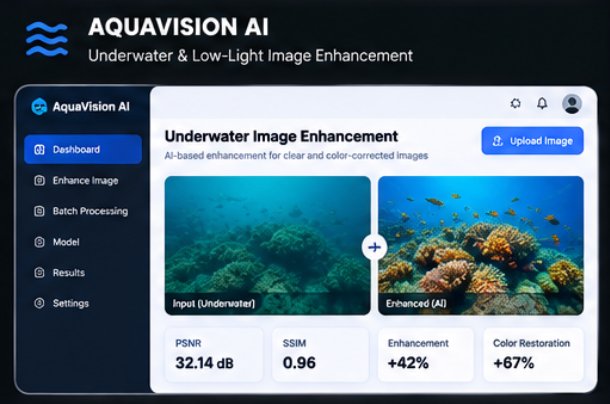 AQUAVISION AI
Underwater & Low-Light Image Enhancement
AquaVision AI
Dashboard
Enhance Image
Batch Processing
Model
Results
Settings
Underwater Image Enhancement
AI-based enhancement for clear and color-corrected images
Upload Image
Input (Underwater)
Enhanced (AI)
PSNR
32.14 dB
SSIM
0.96
Enhancement
+42%
Color Restoration
+67%